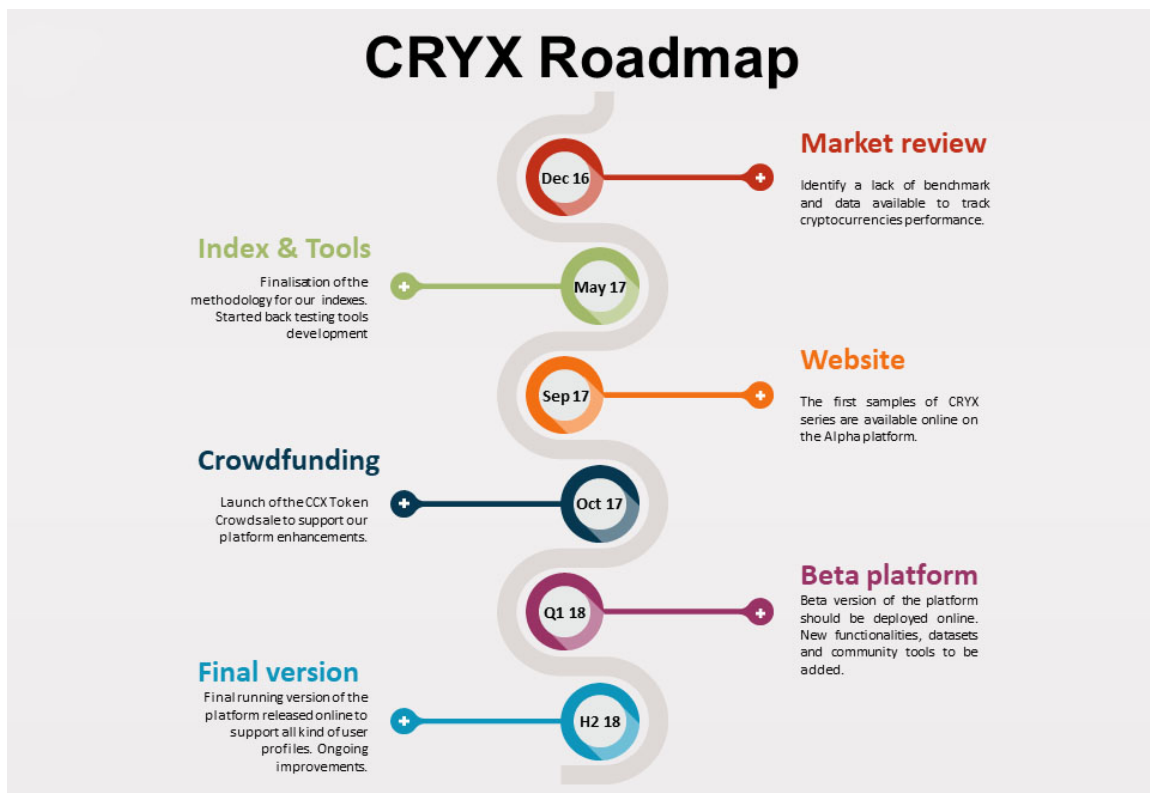 CRYX Roadmap
Dec 16
Market review
Identify a lack of benchmark
and data available to track
cryptocurrencies performance.
Index & Tools
Finalisation of the
methodology for our indexes.
Started back testing tools
development
May 17
Sep 17
Website
The first samples of CRYX
series are available online on
the Alpha platform.
Crowdfunding
Launch of the CCX Token
Crowdsale to support our
platform enhancements.
Oct 17
Q1 18
Beta platform
Beta version of the platform
should be deployed online.
New functionalities, datasets
and community tools to be
added.
Final version
Final running version of the
platform released online to
support all kind of user
profiles. Ongoing
improvements.
H2 18